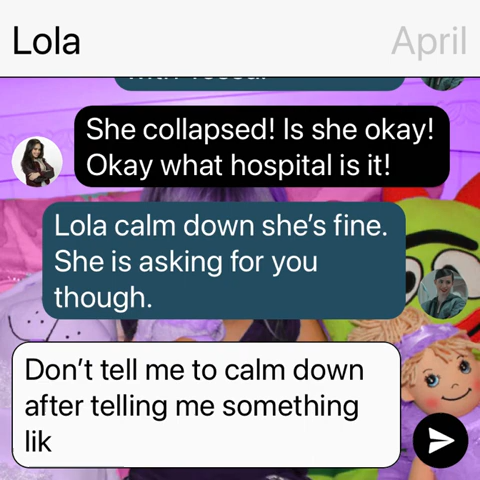 Lola
April
She collapsed! Is she okay!
Okay what hospital is it!
Lola calm down she’s fine.
She is asking for you
though.
Don’t tell me to calm down
after telling me something
lik